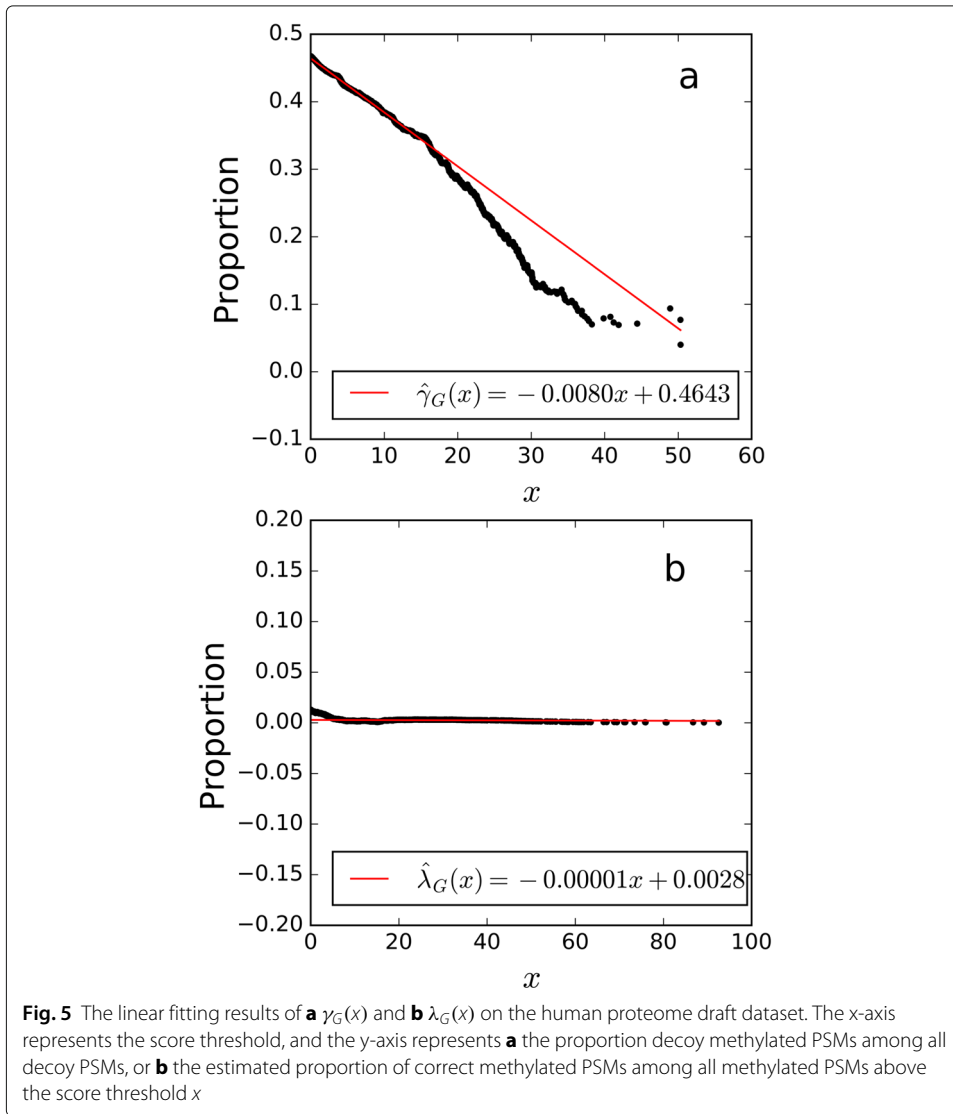 0.5
a
0.4
0.3
0.2
0.1
0.0
−0.1
Proportion
γ̂_G(x) = −0.0080x + 0.4643
0 10 20 30 40 50 60
x
0.20
b
0.15
0.10
0.05
0.00
−0.05
−0.10
−0.15
−0.20
Proportion
λ̂_G(x) = −0.00001x + 0.0028
0 20 40 60 80 100
x
Fig. 5 The linear fitting results of a γ_G(x) and b λ_G(x) on the human proteome draft dataset. The x-axis
represents the score threshold, and the y-axis represents a the proportion decoy methylated PSMs among all
decoy PSMs, or b the estimated proportion of correct methylated PSMs among all methylated PSMs above
the score threshold x